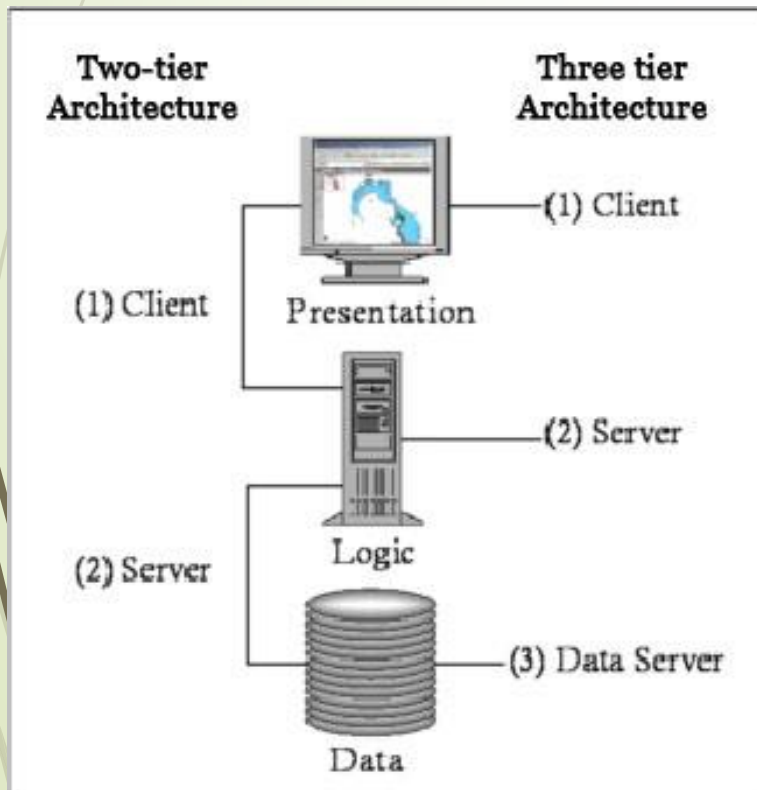 Two-tier
Architecture
Three tier
Architecture
(1) Client
(1) Client
Presentation
(2) Server
Logic
(2) Server
(3) Data Server
Data